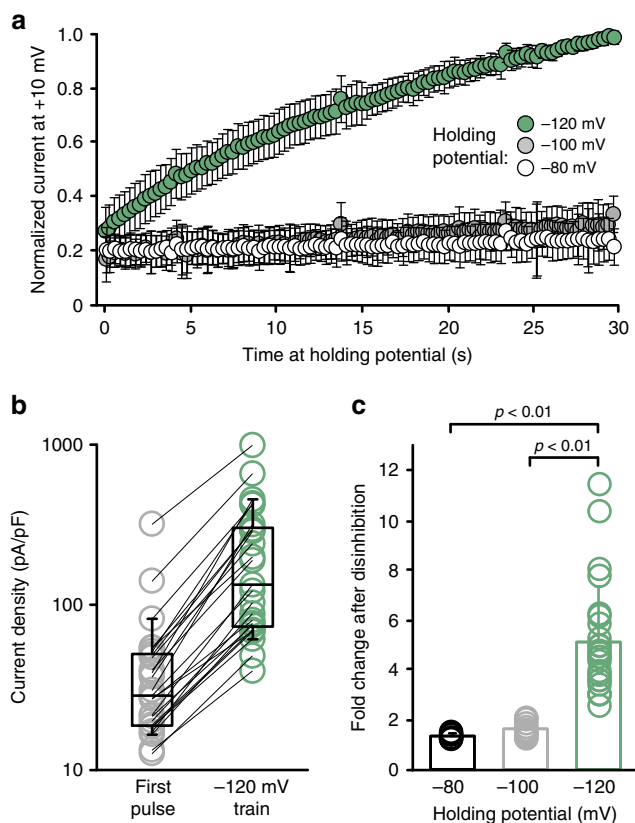 a
Normalized current at +10 mV
1.0
0.8
0.6
0.4
0.2
0
Holding
potential:
–120 mV
–100 mV
–80 mV
0 5 10 15 20 25 30
Time at holding potential (s)
b
Current density (pA/pF)
1000
100
10
First
pulse
–120 mV
train
c
p < 0.01
p < 0.01
Fold change after disinhibition
12
10
8
6
4
2
0
–80 –100 –120
Holding potential (mV)